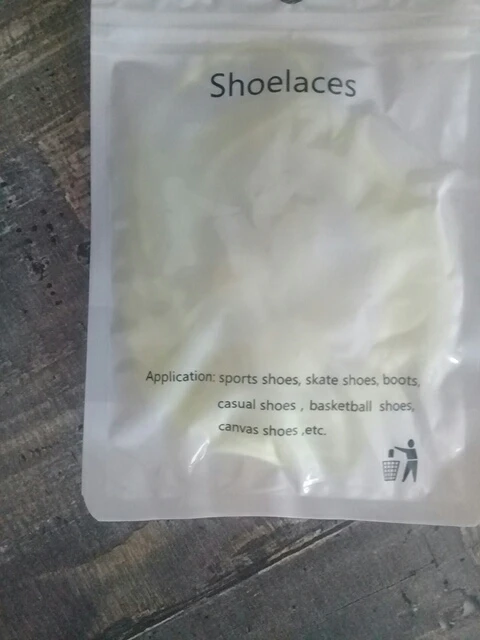 Shoelaces
Application: sports shoes, skate shoes, boots,
casual shoes , basketball shoes,
canvas shoes ,etc.